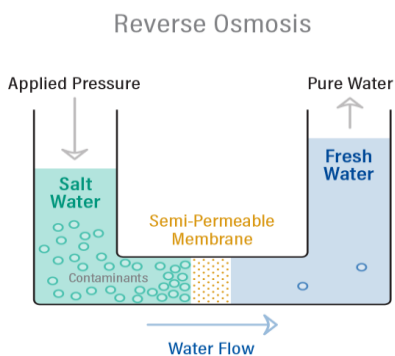 Reverse Osmosis
Applied Pressure
Pure Water
Salt
Water
Fresh
Water
Semi-Permeable
Membrane
Contaminants
Water Flow